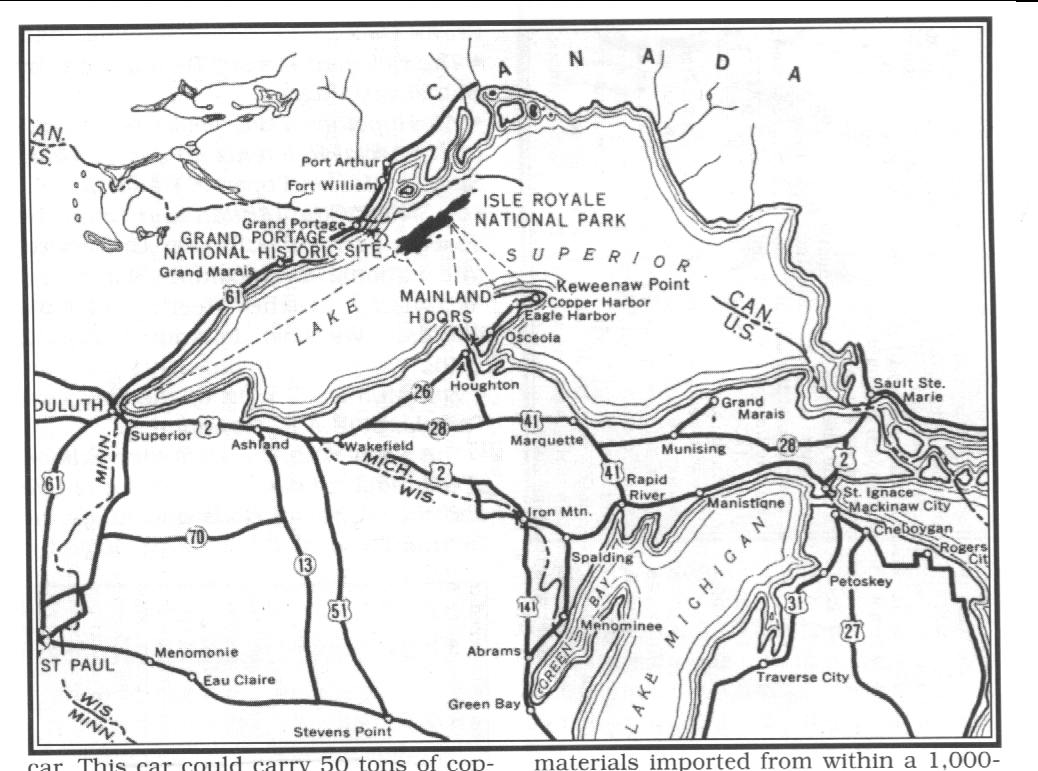 C A N A D A
CAN.
U.S.
Port Arthur
Fort William
ISLE ROYALE
NATIONAL PARK
Grand Portage
GRAND PORTAGE
NATIONAL HISTORIC SITE
Grand Marais
61
LAKE SUPERIOR
Keweenaw Point
MAINLAND
HDQRS
Copper Harbor
Eagle Harbor
Osceola
CAN.
U.S.
Houghton
26
DULUTH
Superior
2
Ashland
Wakefield
28
41
Marquette
Grand
Marais
Munising
28
Sault Ste.
Marie
2
MINN.
61
MICH.
WIS.
2
41
Rapid
River
Manistique
St. Ignace
Mackinaw City
Cheboygan
Rogers
Cit
Iron Mtn.
Spalding
70
13
51
141
GREEN BAY
Menominee
LAKE MICHIGAN
Petoskey
31
27
ST PAUL
Menomonie
Eau Claire
Abrams
Traverse City
Green Bay
WIS.
MINN.
Stevens Point
car. This car could carry 50 tons of cop-
materials imported from within a 1,000-